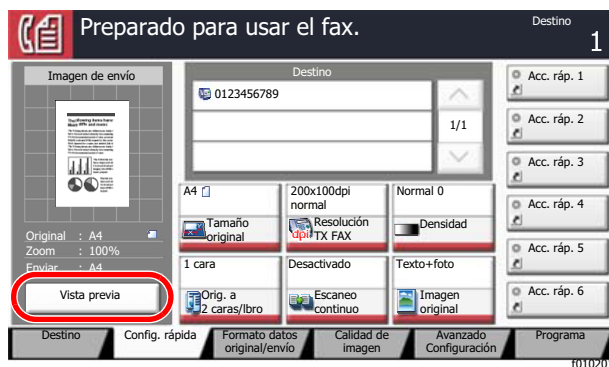 Preparado para usar el fax.
Destino
1
Imagen de envío
Original : A4
Zoom : 100%
Enviar : A4
Vista previa
Destino
0123456789
1/1
A4
Tamaño
original
200x100dpi
normal
dpi
Resolución
TX FAX
Normal 0
Densidad
1 cara
Orig. a
2 caras/lbro
Desactivado
Escaneo
continuo
Texto+foto
Imagen
original
Acc. ráp. 1
Acc. ráp. 2
Acc. ráp. 3
Acc. ráp. 4
Acc. ráp. 5
Acc. ráp. 6
Destino
Config. rápida
Formato datos
original/envío
Calidad de
imagen
Avanzado
Configuración
Programa
f010201